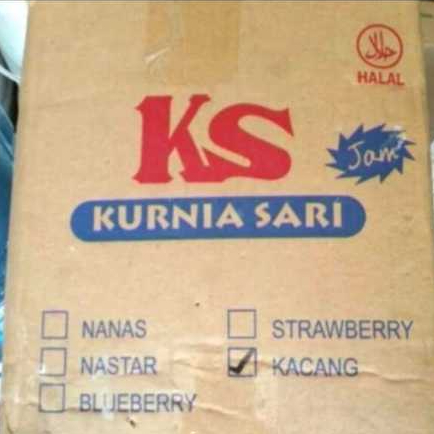 حلال
HALAL
KS
Jam
KURNIA SARI
NANAS
STRAWBERRY
NASTAR
KACANG
BLUEBERRY